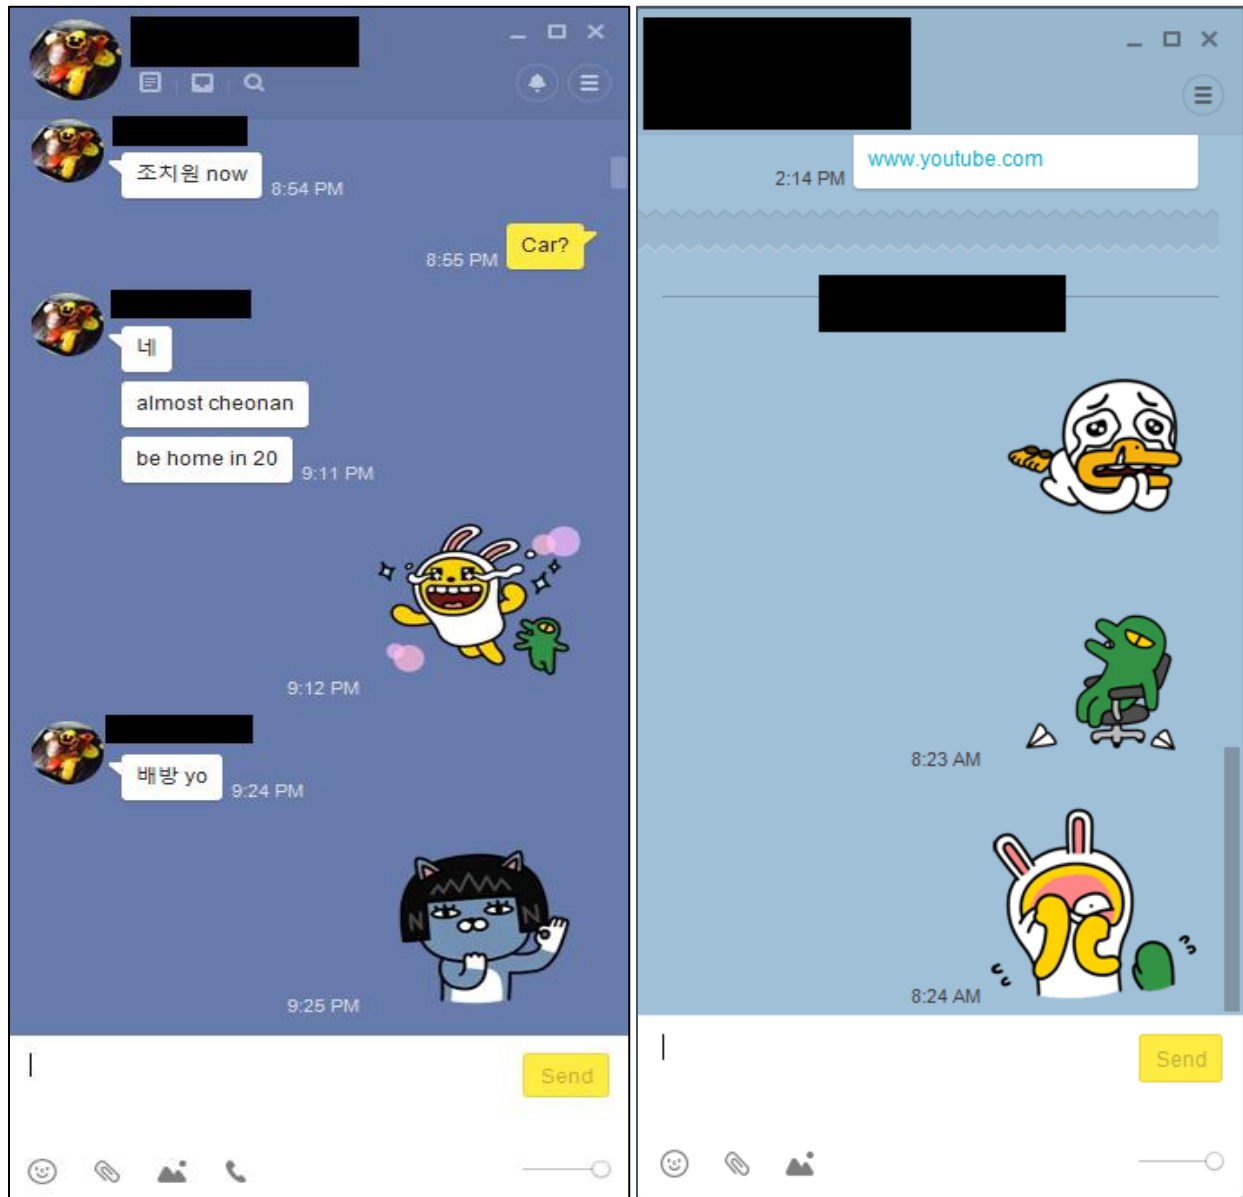 조치원 now
8:54 PM
Car?
8:55 PM
네
almost cheonan
be home in 20
9:11 PM
9:12 PM
배방 yo
9:24 PM
9:25 PM
Send
www.youtube.com
2:14 PM
8:23 AM
8:24 AM
Send